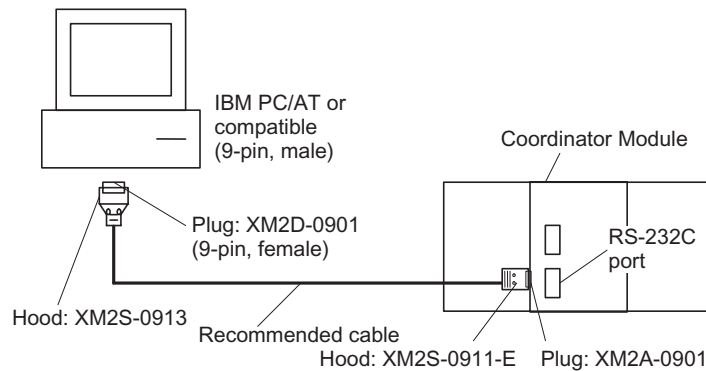 IBM PC/AT or
compatible
(9-pin, male)
Coordinator Module
Plug: XM2D-0901
(9-pin, female)
RS-232C
port
Hood: XM2S-0913
Recommended cable
Hood: XM2S-0911-E
Plug: XM2A-0901